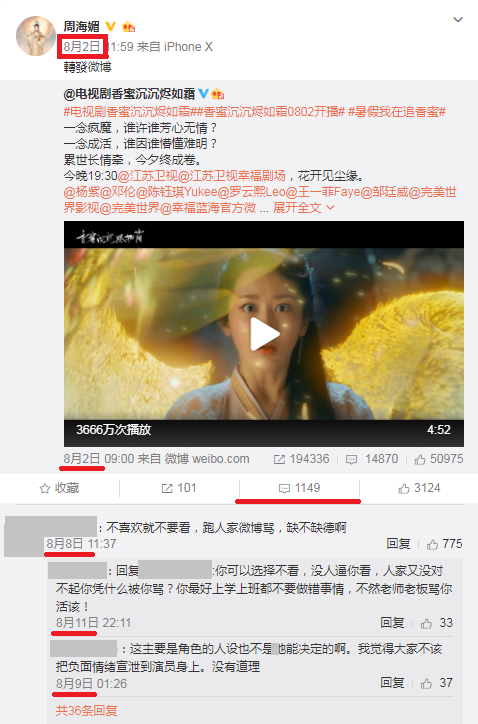 周海媚
8月2日 11:59 来自 iPhone X
轉發微博
@电视剧香蜜沉沉烬如霜
#电视剧香蜜沉沉烬如霜##香蜜沉沉烬如霜0802开播# #暑假我在追香蜜#
一念疯魔，谁许谁芳心无情？
一念成活，谁因谁懵懂难明？
累世长情牵，今夕终成卷。
今晚19:30@江苏卫视@江苏卫视幸福剧场，花开见尘缘。
@杨紫@邓伦@陈钰琪Yukee@罗云熙Leo@王一菲Faye@邹廷威@完美世
界影视@完美世界@幸福蓝海官方微 ... 展开全文
香蜜沉沉烬如霜
3666万次播放 4:52
8月2日 09:00 来自 微博 weibo.com 194336 14870 50975
收藏 101 1149 3124
：不喜欢就不要看，跑人家微博骂，缺不缺德啊
8月8日 11:37 回复 775
：回复 :你可以选择不看，没人逼你看，人家又没对
不起你凭什么被你骂？你最好上学上班都不要做错事情，不然老师老板骂你
活该！
8月11日 22:11 回复 33
：这主要是角色的人设也不是她能决定的啊。我觉得大家不该
把负面情绪宣泄到演员身上。没有道理
8月9日 01:26 回复 37
共36条回复